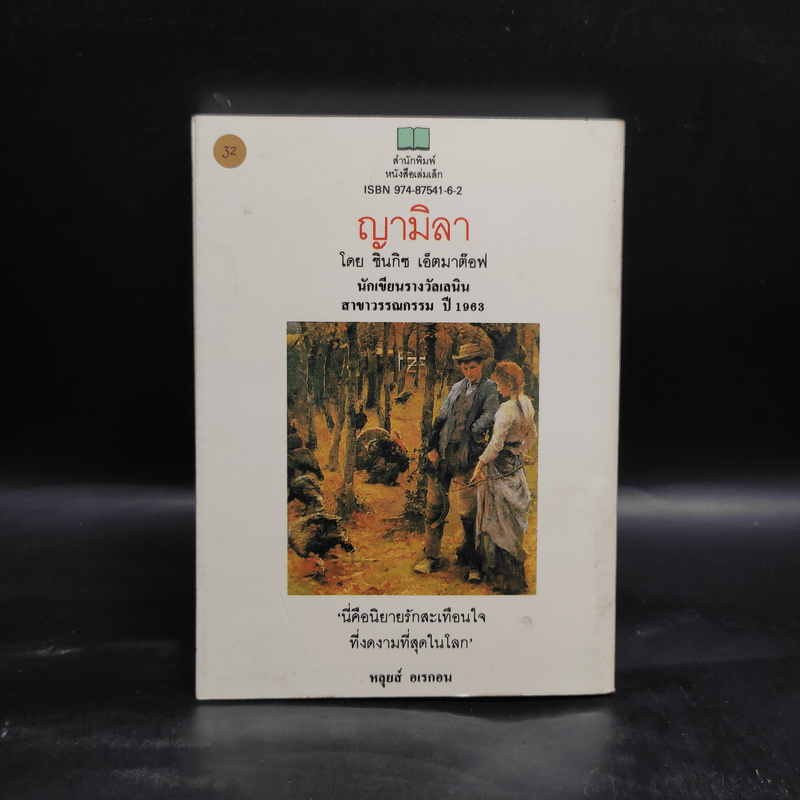 32
สำนักพิมพ์
หนังสือเล่มเล็ก
ISBN 974-87541-6-2
ญามิลา
โดย ชินกิซ เอ็ตมาต๊อฟ
นักเขียนรางวัลเลนิน
สาขาวรรณกรรม ปี 1963
‘นี่คือนิยายรักสะเทือนใจ
ที่งดงามที่สุดในโลก’
หลุยส์ อเรกอน